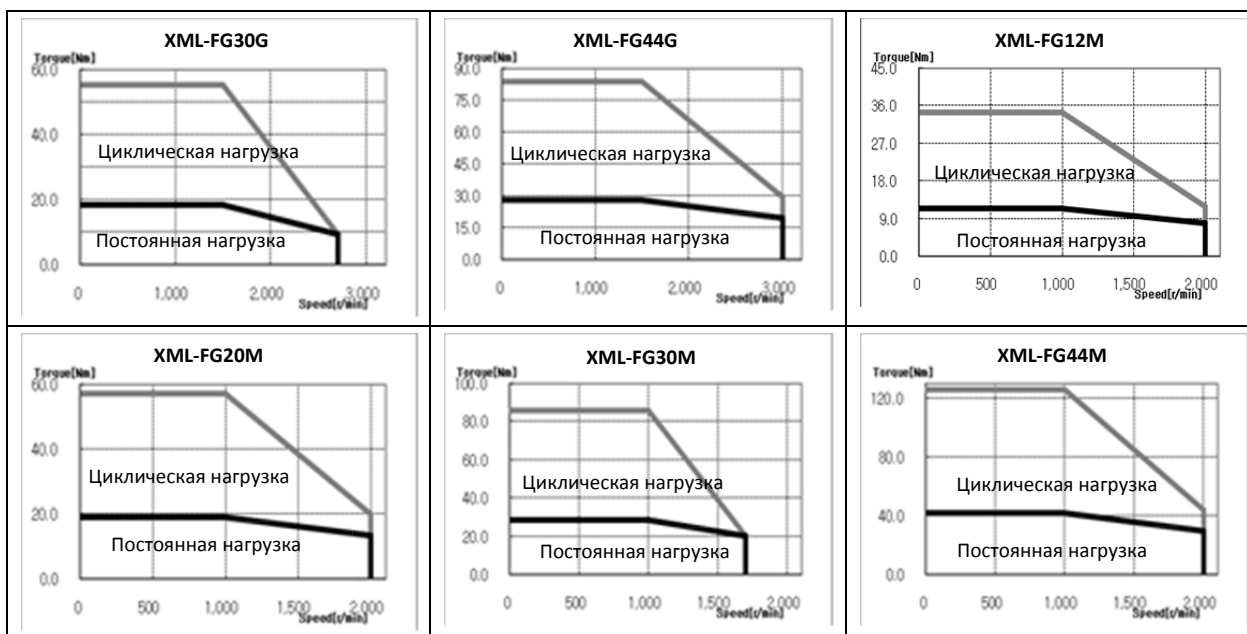 XML-FG30G
Torque[Nm]
60.0
40.0
20.0
0.0
Циклическая нагрузка
Постоянная нагрузка
0 1,000 2,000 3,000
Speed[r/min]
XML-FG44G
Torque[Nm]
90.0
75.0
60.0
45.0
30.0
15.0
0.0
Циклическая нагрузка
Постоянная нагрузка
0 1,000 2,000 3,000
Speed[r/min]
XML-FG12M
Torque[Nm]
45.0
36.0
27.0
18.0
9.0
0.0
Циклическая нагрузка
Постоянная нагрузка
0 500 1,000 1,500 2,000
Speed[r/min]
XML-FG20M
Torque[Nm]
60.0
40.0
20.0
0.0
Циклическая нагрузка
Постоянная нагрузка
0 500 1,000 1,500 2,000
Speed[r/min]
XML-FG30M
Torque[Nm]
100.0
80.0
60.0
40.0
20.0
0.0
Циклическая нагрузка
Постоянная нагрузка
0 500 1,000 1,500 2,000
Speed[r/min]
XML-FG44M
Torque[Nm]
120.0
80.0
40.0
0.0
Циклическая нагрузка
Постоянная нагрузка
0 500 1,000 1,500 2,000
Speed[r/min]